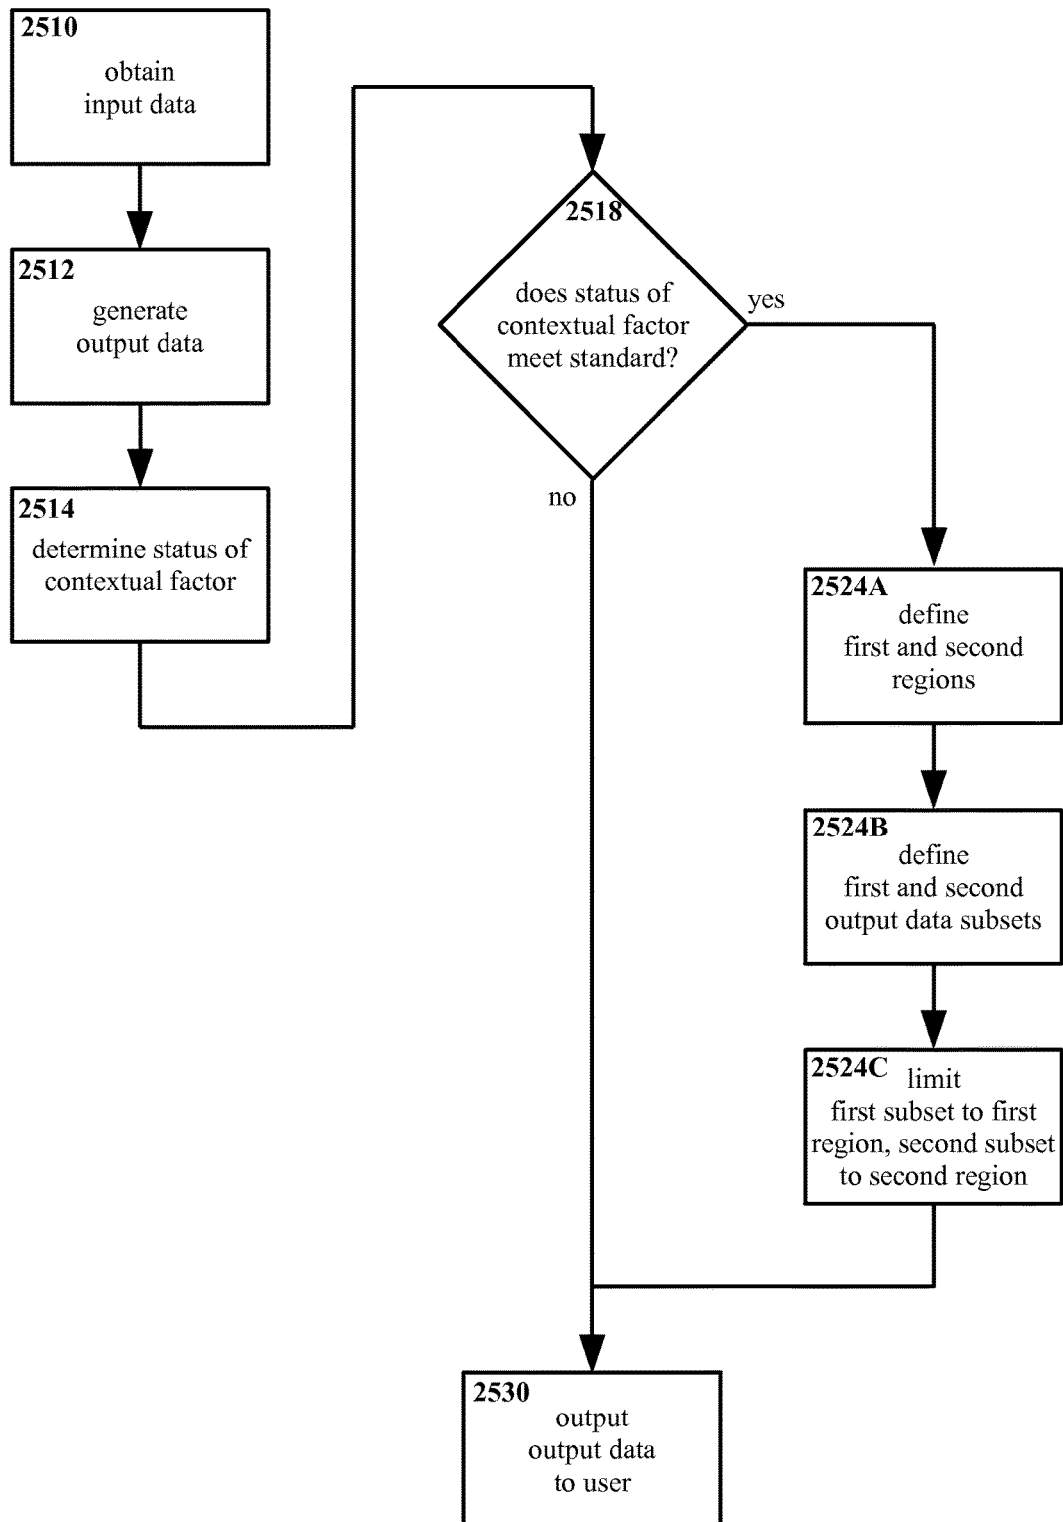 2510
obtain
input data
2512
generate
output data
2514
determine status of
contextual factor
2518
does status of
contextual factor
meet standard?
yes
no
2524A
define
first and second
regions
2524B
define
first and second
output data subsets
2524C
limit
first subset to first
region, second subset
to second region
2530
output
output data
to user